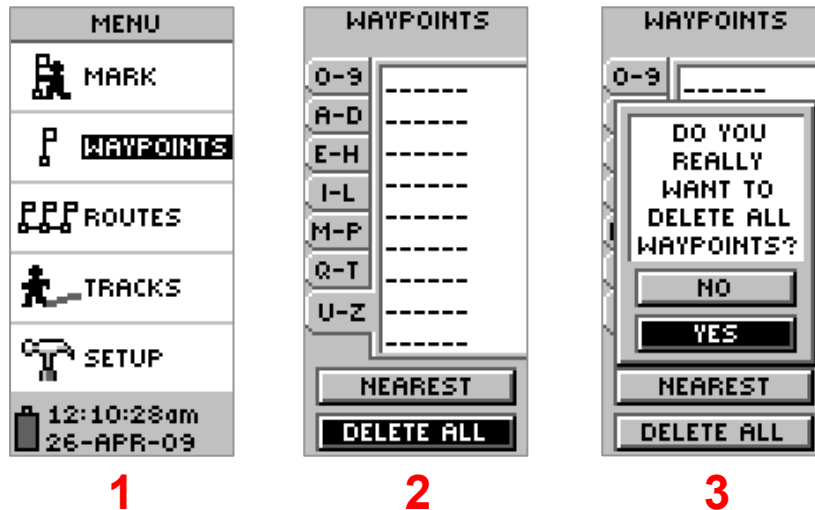 MENU
MARK
WAYPOINTS
ROUTES
TRACKS
SETUP
12:10:28am
26-APR-09
1
WAYPOINTS
0-9
A-D
E-H
I-L
M-P
Q-T
U-Z
------
------
------
------
------
------
------
------
------
NEAREST
DELETE ALL
2
WAYPOINTS
0-9
------
DO YOU
REALLY
WANT TO
DELETE ALL
WAYPOINTS?
NO
YES
NEAREST
DELETE ALL
3